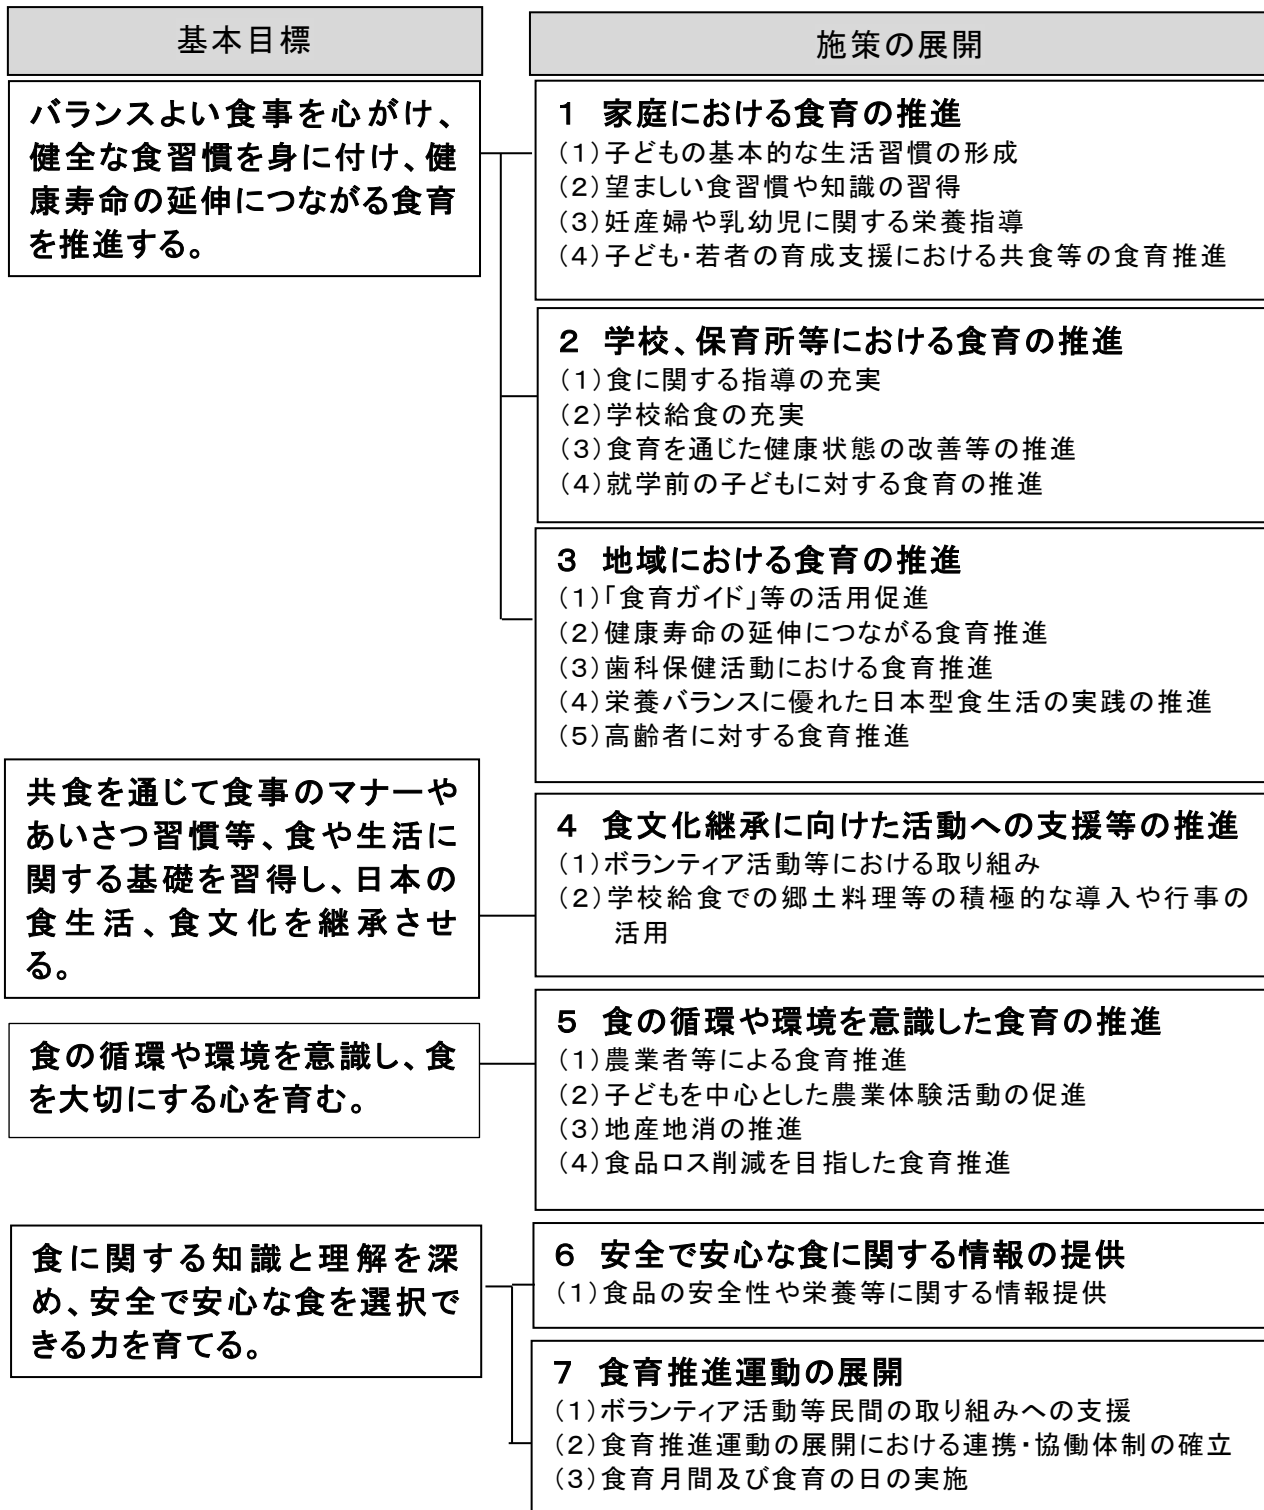 基本目標
施策の展開
バランスよい食事を心がけ、
健全な食習慣を身に付け、健
康寿命の延伸につながる食育
を推進する。
1 家庭における食育の推進
(1)子どもの基本的な生活習慣の形成
(2)望ましい食習慣や知識の習得
(3)妊産婦や乳幼児に関する栄養指導
(4)子ども・若者の育成支援における共食等の食育推進
2 学校、保育所等における食育の推進
(1)食に関する指導の充実
(2)学校給食の充実
(3)食育を通じた健康状態の改善等の推進
(4)就学前の子どもに対する食育の推進
3 地域における食育の推進
(1)「食育ガイド」等の活用促進
(2)健康寿命の延伸につながる食育推進
(3)歯科保健活動における食育推進
(4)栄養バランスに優れた日本型食生活の実践の推進
(5)高齢者に対する食育推進
共食を通じて食事のマナーや
あいさつ習慣等、食や生活に
関する基礎を習得し、日本の
食生活、食文化を継承させ
る。
4 食文化継承に向けた活動への支援等の推進
(1)ボランティア活動等における取り組み
(2)学校給食での郷土料理等の積極的な導入や行事の
活用
食の循環や環境を意識し、食
を大切にする心を育む。
5 食の循環や環境を意識した食育の推進
(1)農業者等による食育推進
(2)子どもを中心とした農業体験活動の促進
(3)地産地消の推進
(4)食品ロス削減を目指した食育推進
食に関する知識と理解を深
め、安全で安心な食を選択で
きる力を育てる。
6 安全で安心な食に関する情報の提供
(1)食品の安全性や栄養等に関する情報提供
7 食育推進運動の展開
(1)ボランティア活動等民間の取り組みへの支援
(2)食育推進運動の展開における連携・協働体制の確立
(3)食育月間及び食育の日の実施